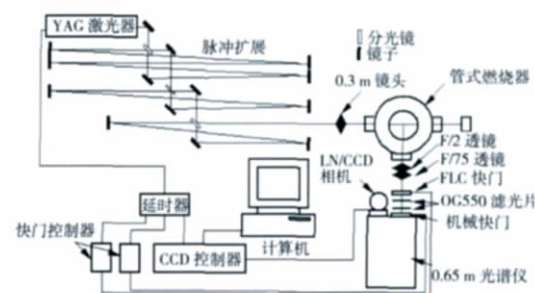 YAG 激光器
脉冲扩展
分光镜
镜子
0.3 m 镜头
管式燃烧器
F/2 透镜
F/75 透镜
LN/CCD
相机
FLC 快门
OG550 滤光片
机械快门
延时器
快门控制器
CCD 控制器
计算机
0.65 m 光谱仪